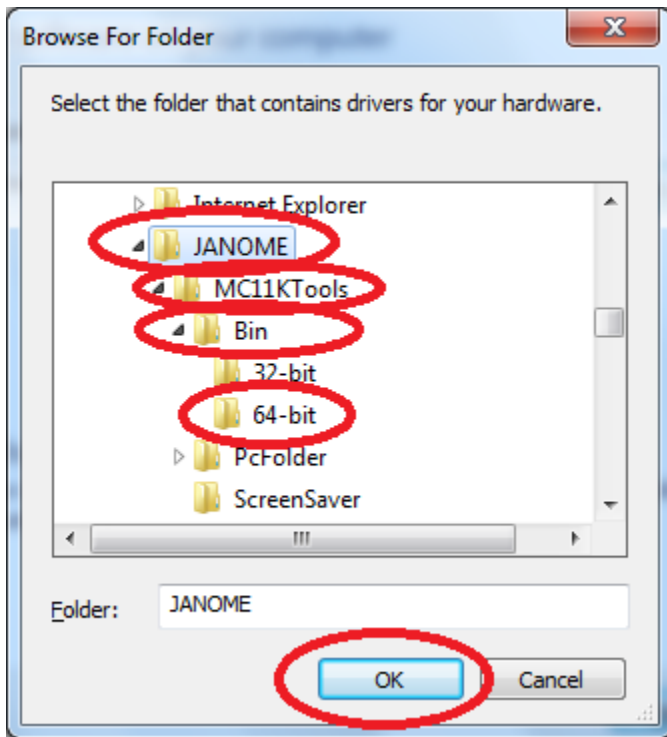 Browse For Folder
Select the folder that contains drivers for your hardware.
Internet Explorer
JANOME
MC11KTools
Bin
32-bit
64-bit
PcFolder
ScreenSaver
Folder: JANOME
OK Cancel